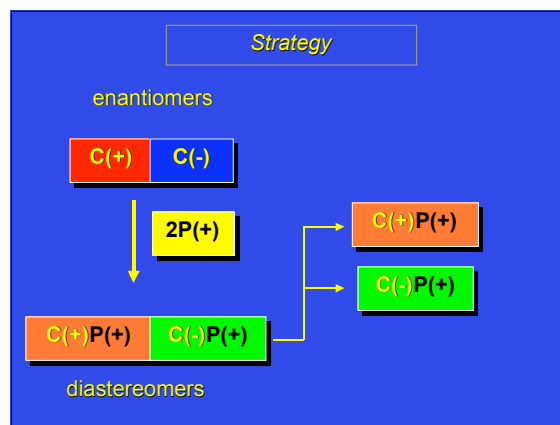 Strategy
enantiomers
C(+) C(-)
2P(+)
C(+)P(+)
C(-)P(+)
C(+)P(+) C(-)P(+)
diastereomers